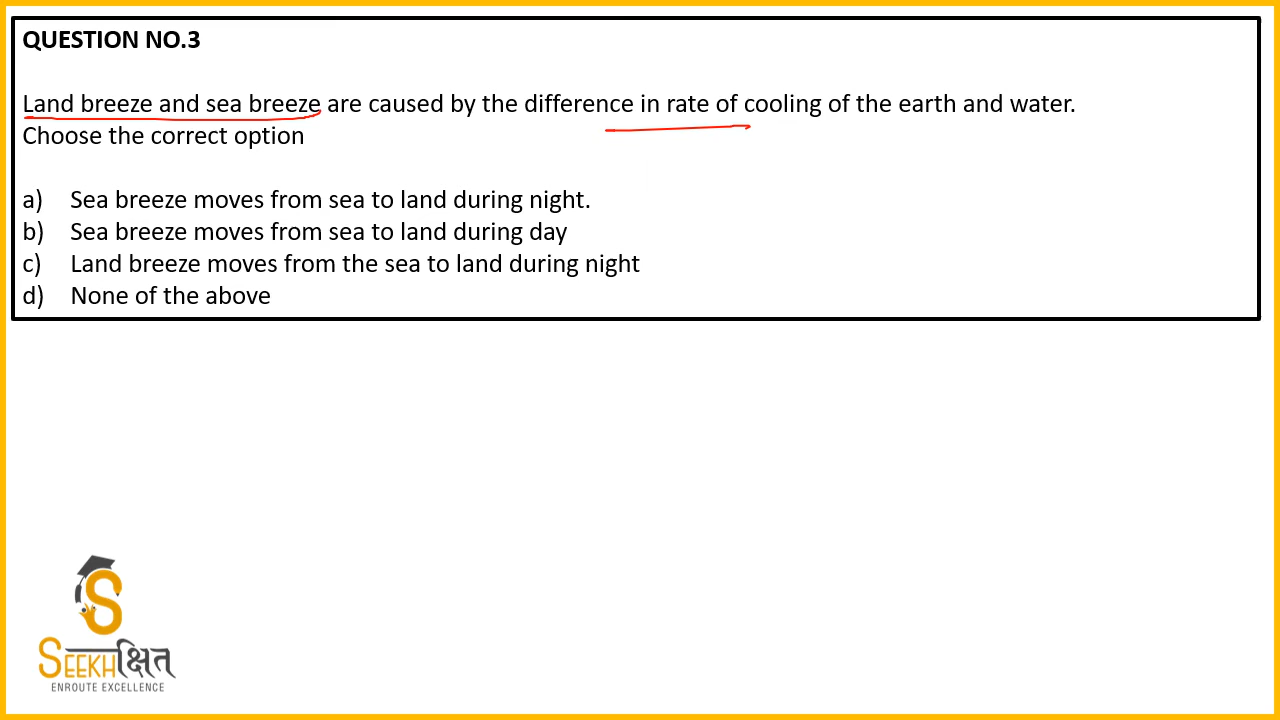 QUESTION NO.3
Land breeze and sea breeze are caused by the difference in rate of cooling of the earth and water.
Choose the correct option
a) Sea breeze moves from sea to land during night.
b) Sea breeze moves from sea to land during day
c) Land breeze moves from the sea to land during night
d) None of the above
S
SEEKHक्षित
ENROUTE EXCELLENCE